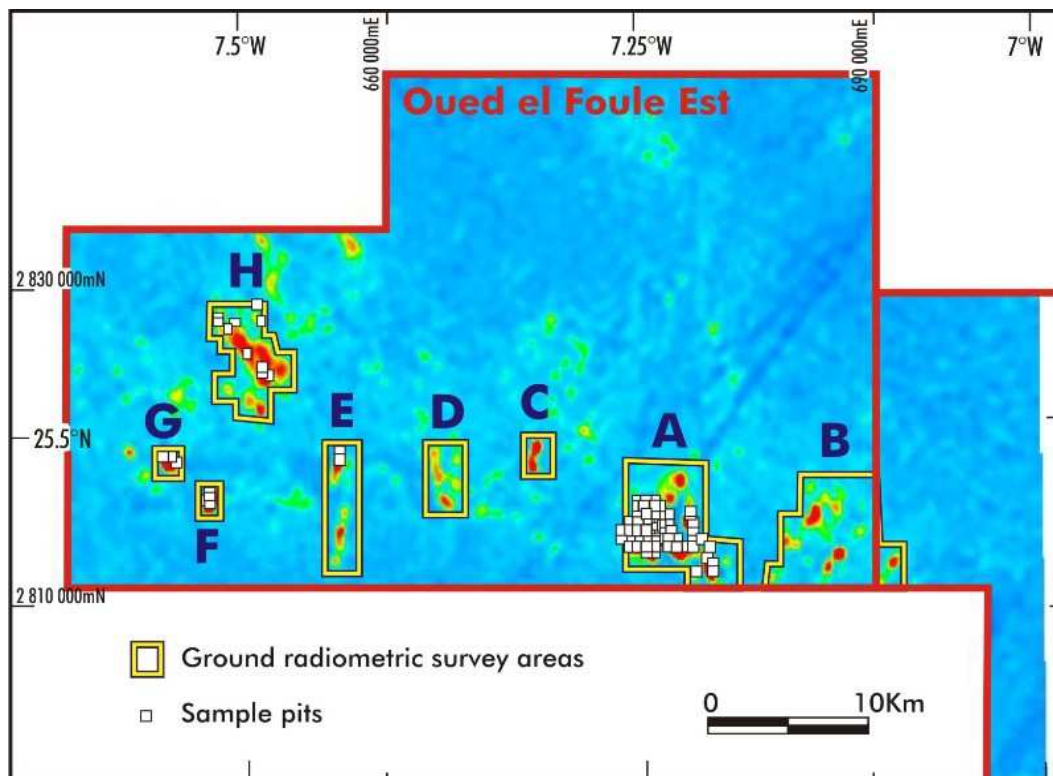 7.5°W
660 000mE
7.25°W
690 000mE
7°W
Oued el Foule Est
H
2 830 000mN
G
E
D
C
A
B
25.5°N
F
2 810 000mN
Ground radiometric survey areas
Sample pits
0
10Km